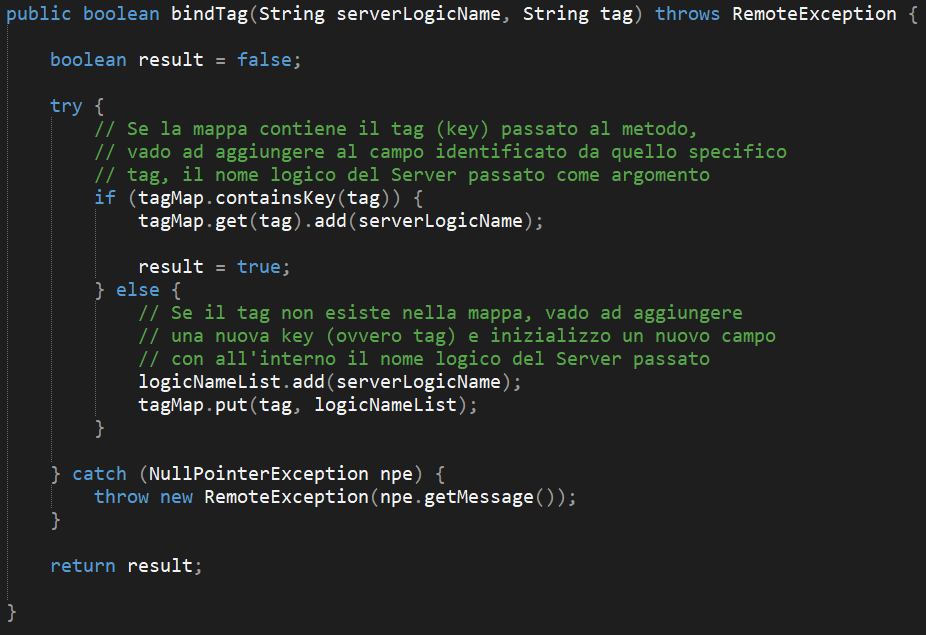 public boolean bindTag(String serverLogicName, String tag) throws RemoteException {
boolean result = false;
try {
// Se la mappa contiene il tag (key) passato al metodo,
// vado ad aggiungere al campo identificato da quello specifico
// tag, il nome logico del Server passato come argomento
if (tagMap.containsKey(tag)) {
tagMap.get(tag).add(serverLogicName);
result = true;
} else {
// Se il tag non esiste nella mappa, vado ad aggiungere
// una nuova key (ovvero tag) e inizializzo un nuovo campo
// con all'interno il nome logico del Server passato
logicNameList.add(serverLogicName);
tagMap.put(tag, logicNameList);
}
} catch (NullPointerException npe) {
throw new RemoteException(npe.getMessage());
}
return result;
}